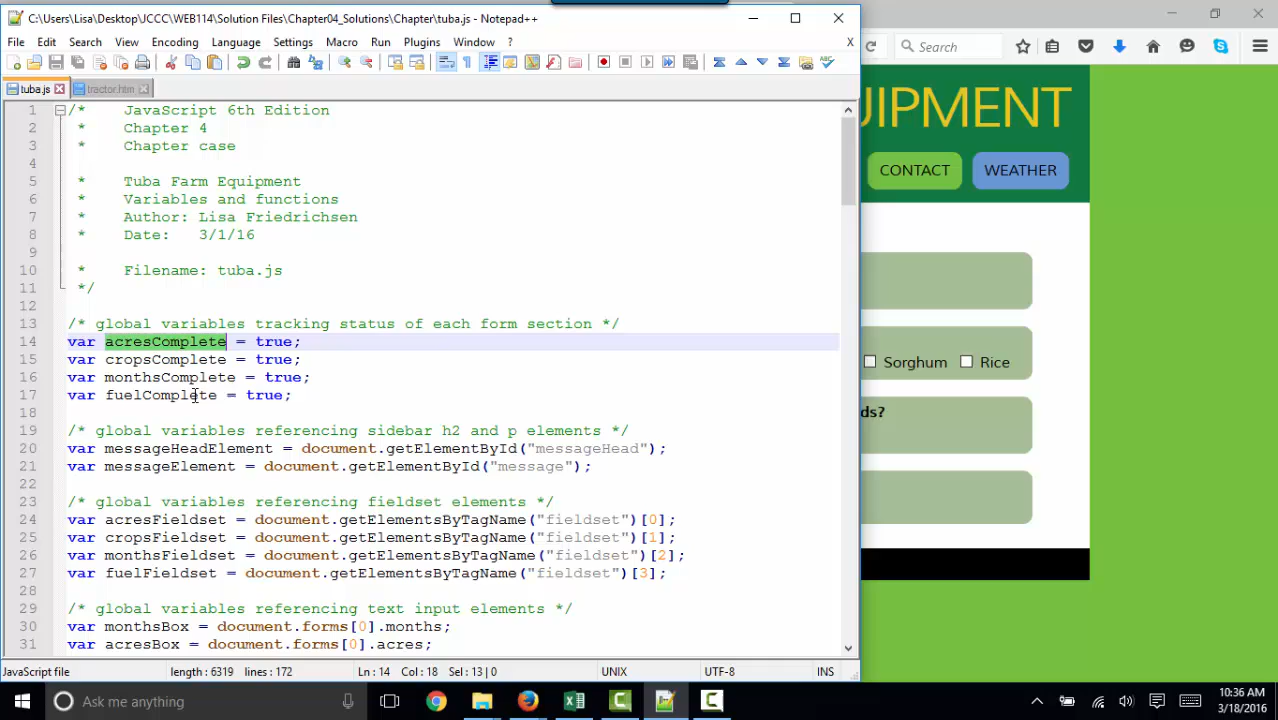 C:\Users\Lisa\Desktop\JCCC\WEB114\Solution Files\Chapter04_Solutions\Chapter\tuba.js - Notepad++
File Edit Search View Encoding Language Settings Macro Run Plugins Window ? X
tuba.js tractor.htm
1 /* JavaScript 6th Edition
2 * Chapter 4
3 * Chapter case
4
5 * Tuba Farm Equipment
6 * Variables and functions
7 * Author: Lisa Friedrichsen
8 * Date: 3/1/16
9
10 * Filename: tuba.js
11 */
12
13 /* global variables tracking status of each form section */
14 var acresComplete = true;
15 var cropsComplete = true;
16 var monthsComplete = true;
17 var fuelComplete = true;
18
19 /* global variables referencing sidebar h2 and p elements */
20 var messageHeadElement = document.getElementById("messageHead");
21 var messageElement = document.getElementById("message");
22
23 /* global variables referencing fieldset elements */
24 var acresFieldset = document.getElementsByTagName("fieldset")[0];
25 var cropsFieldset = document.getElementsByTagName("fieldset")[1];
26 var monthsFieldset = document.getElementsByTagName("fieldset")[2];
27 var fuelFieldset = document.getElementsByTagName("fieldset")[3];
28
29 /* global variables referencing text input elements */
30 var monthsBox = document.forms[0].months;
31 var acresBox = document.forms[0].acres;
JavaScript file length : 6319 lines : 172 Ln : 14 Col : 18 Sel : 13 | 0 UNIX UTF-8 INS
Search
UIPMENT
CONTACT WEATHER
Sorghum Rice
ds?
Ask me anything
10:36 AM
3/18/2016